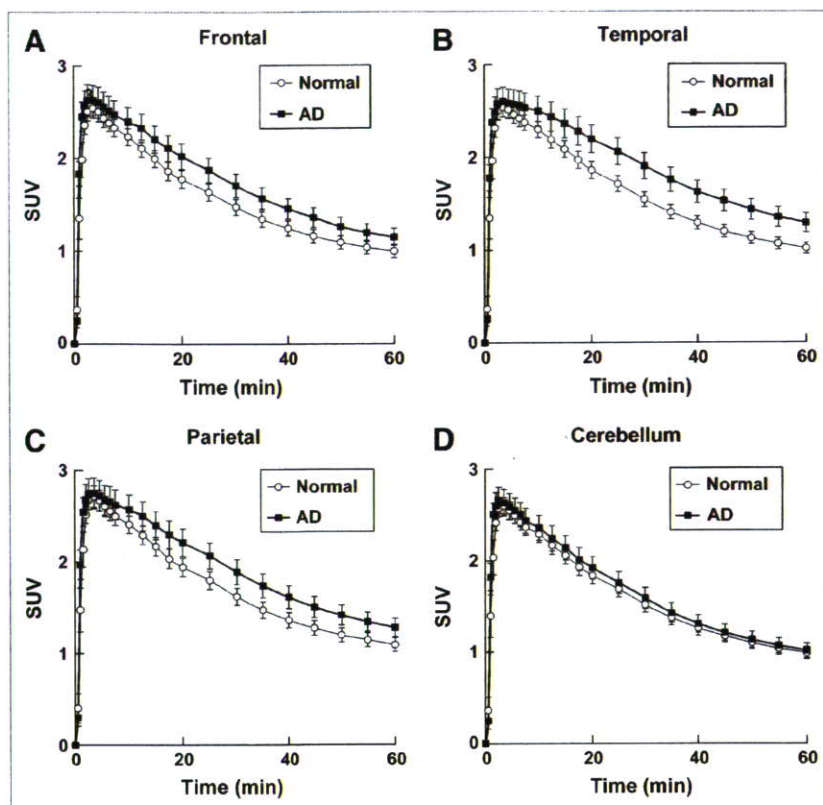 A
Frontal
3
2
1
0
SUV
Normal
AD
0
20
40
60
Time (min)
B
Temporal
3
2
1
0
SUV
Normal
AD
0
20
40
60
Time (min)
C
Parietal
3
2
1
0
SUV
Normal
AD
0
20
40
60
Time (min)
D
Cerebellum
3
2
1
0
SUV
Normal
AD
0
20
40
60
Time (min)